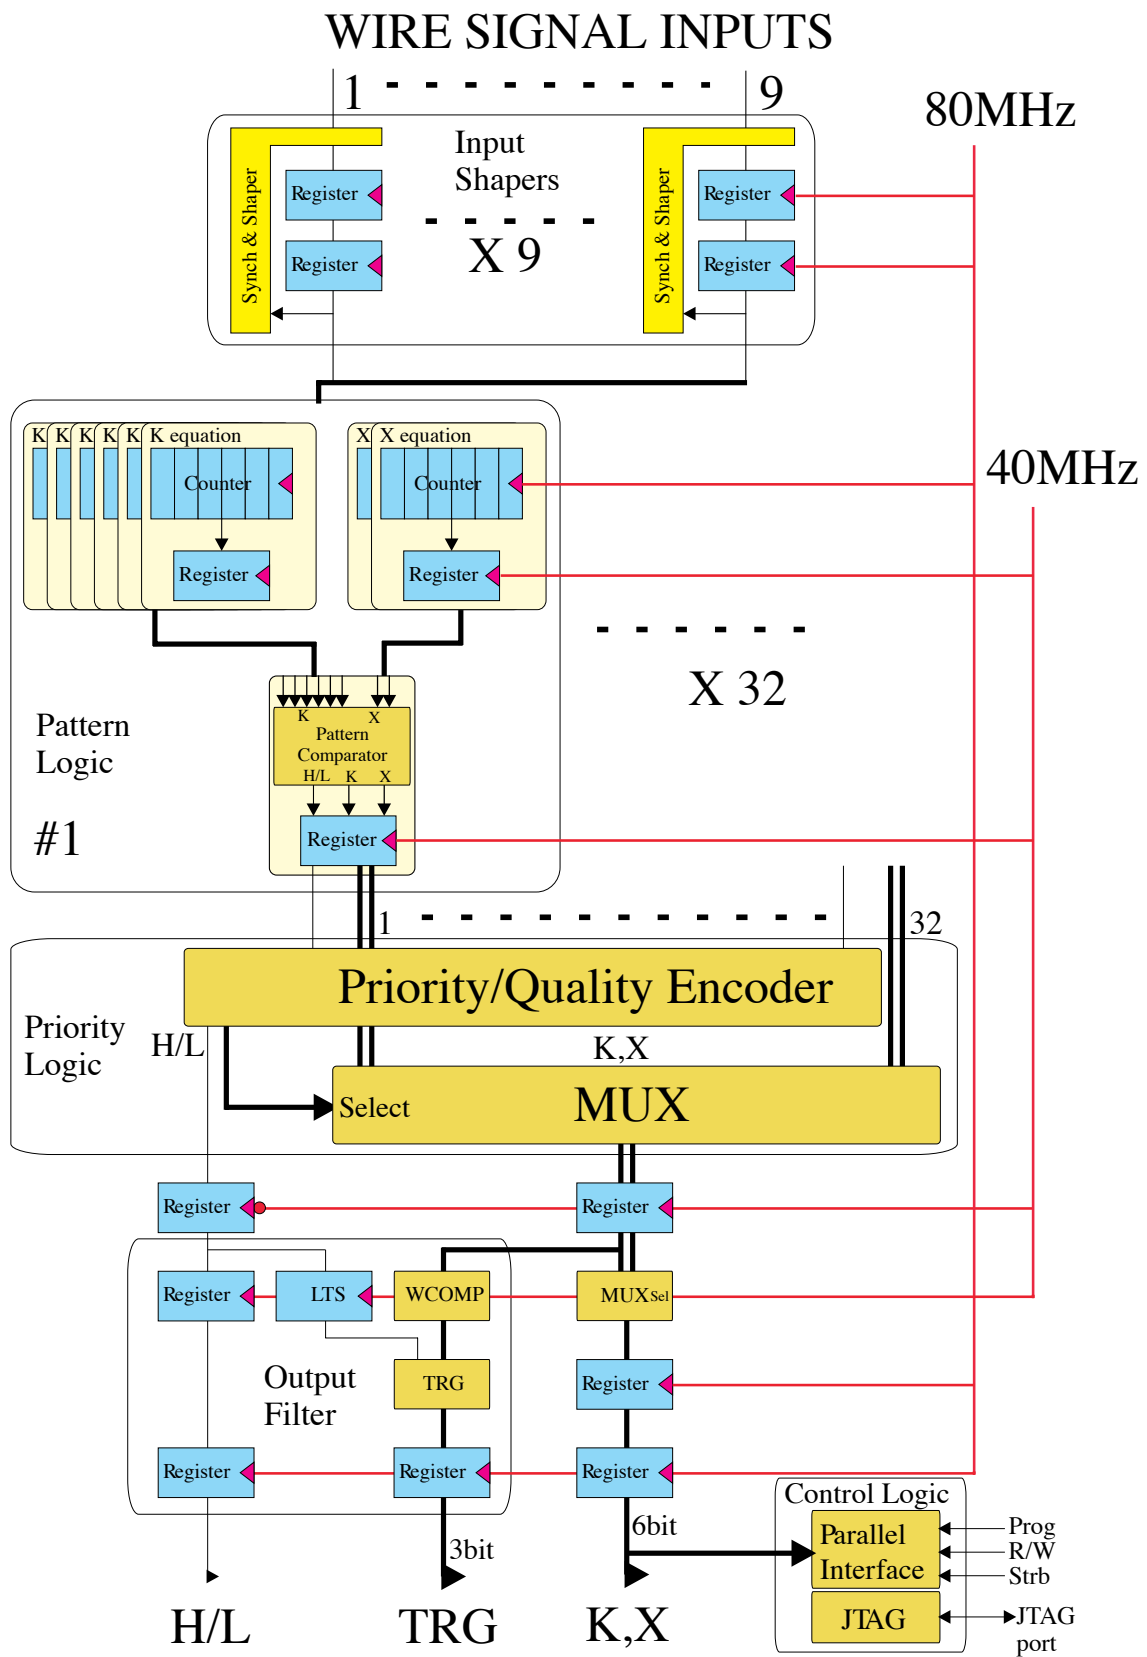 WIRE SIGNAL INPUTS
1
9
80MHz
Input
Shapers
X 9
Synch & Shaper
Register
Register
Synch & Shaper
Register
Register
40MHz
K K K K K K equation
Counter
Register
X X equation
Counter
Register
X 32
K X
Pattern
Comparator
H/L K X
Register
Pattern
Logic
#1
1
32
Priority/Quality Encoder
Priority
Logic
H/L
K,X
Select
MUX
Register
Register
Register
LTS
WCOMP
MUX Sel
Output
Filter
TRG
Register
Register
Register
Register
3bit
6bit
Control Logic
Parallel
Interface
JTAG
Prog
R/W
Strb
JTAG
port
H/L
TRG
K,X